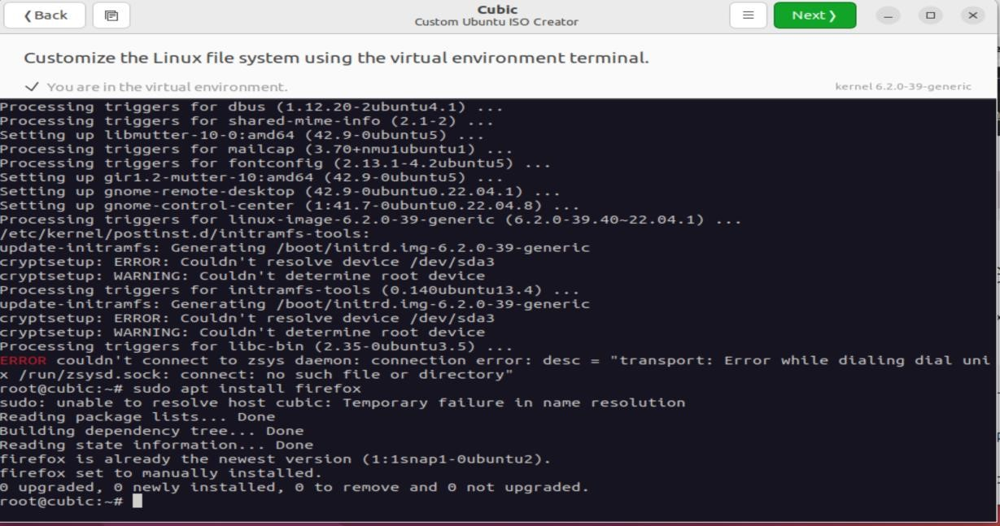 ❮ Back
Cubic
Custom Ubuntu ISO Creator
Next ❯
Customize the Linux file system using the virtual environment terminal.
You are in the virtual environment.
kernel 6.2.0-39-generic
Processing triggers for dbus (1.12.20-2ubuntu4.1) ...
Processing triggers for shared-mime-info (2.1-2) ...
Setting up libmutter-10-0:amd64 (42.9-0ubuntu5) ...
Processing triggers for mailcap (3.70+nmu1ubuntu1) ...
Processing triggers for fontconfig (2.13.1-4.2ubuntu5) ...
Setting up gir1.2-mutter-10:amd64 (42.9-0ubuntu5) ...
Setting up gnome-remote-desktop (42.9-0ubuntu0.22.04.1) ...
Setting up gnome-control-center (1:41.7-0ubuntu0.22.04.8) ...
Processing triggers for linux-image-6.2.0-39-generic (6.2.0-39.40~22.04.1) ...
/etc/kernel/postinst.d/initramfs-tools:
update-initramfs: Generating /boot/initrd.img-6.2.0-39-generic
cryptsetup: ERROR: Couldn't resolve device /dev/sda3
cryptsetup: WARNING: Couldn't determine root device
Processing triggers for initramfs-tools (0.140ubuntu13.4) ...
update-initramfs: Generating /boot/initrd.img-6.2.0-39-generic
cryptsetup: ERROR: Couldn't resolve device /dev/sda3
cryptsetup: WARNING: Couldn't determine root device
Processing triggers for libc-bin (2.35-0ubuntu3.5) ...
ERROR couldn't connect to zsys daemon: connection error: desc = "transport: Error while dialing dial uni
x /run/zsysd.sock: connect: no such file or directory"
root@cubic:~# sudo apt install firefox
sudo: unable to resolve host cubic: Temporary failure in name resolution
Reading package lists... Done
Building dependency tree... Done
Reading state information... Done
firefox is already the newest version (1:1snap1-0ubuntu2).
firefox set to manually installed.
0 upgraded, 0 newly installed, 0 to remove and 0 not upgraded.
root@cubic:~#